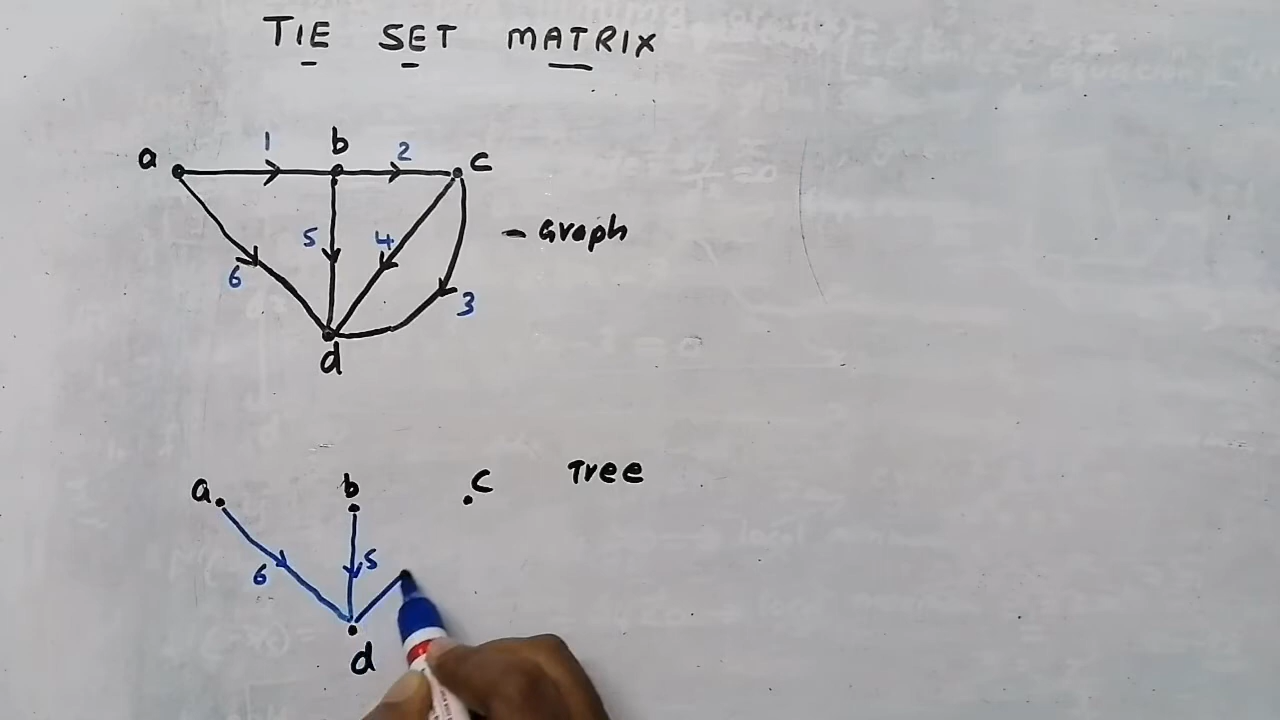 TIE SET MATRIX
a 1 b 2 c
5 4
- Graph
6 3
d
Tree
a b c
6 5
d